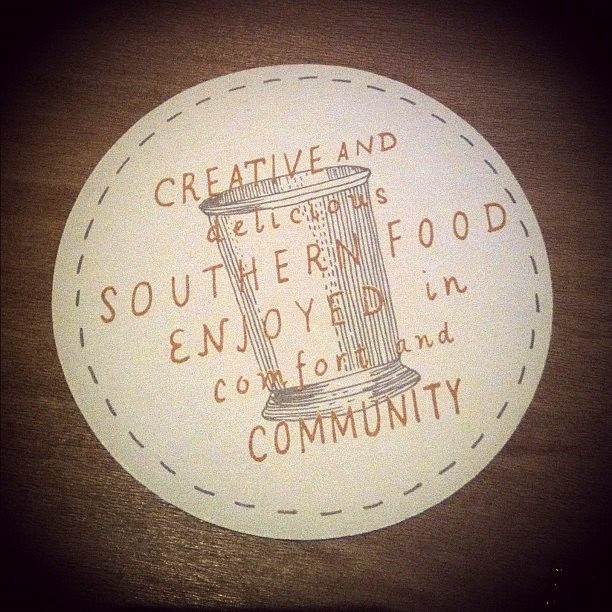 CREATIVE AND
delicious
SOUTHERN FOOD
ENJOYED in
comfort and
COMMUNITY